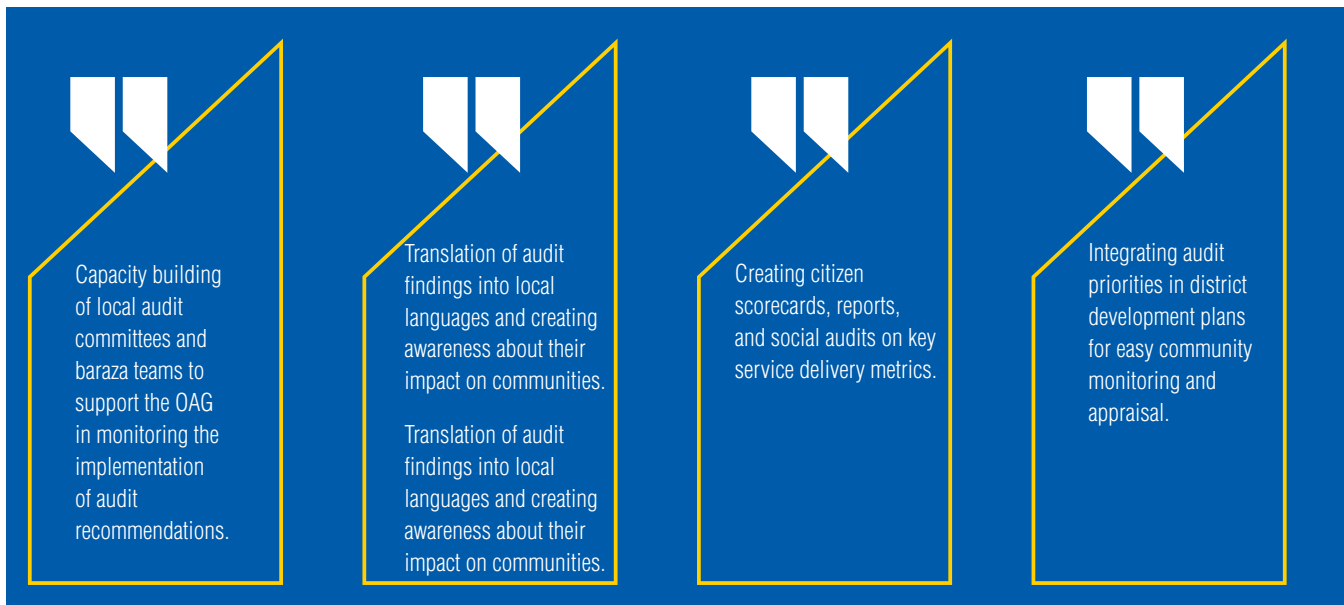 Capacity building
of local audit
committees and
baraza teams to
support the OAG
in monitoring the
implementation
of audit
recommendations.
Translation of audit
findings into local
languages and creating
awareness about their
impact on communities.
Translation of audit
findings into local
languages and creating
awareness about their
impact on communities.
Creating citizen
scorecards, reports,
and social audits on key
service delivery metrics.
Integrating audit
priorities in district
development plans
for easy community
monitoring and
appraisal.